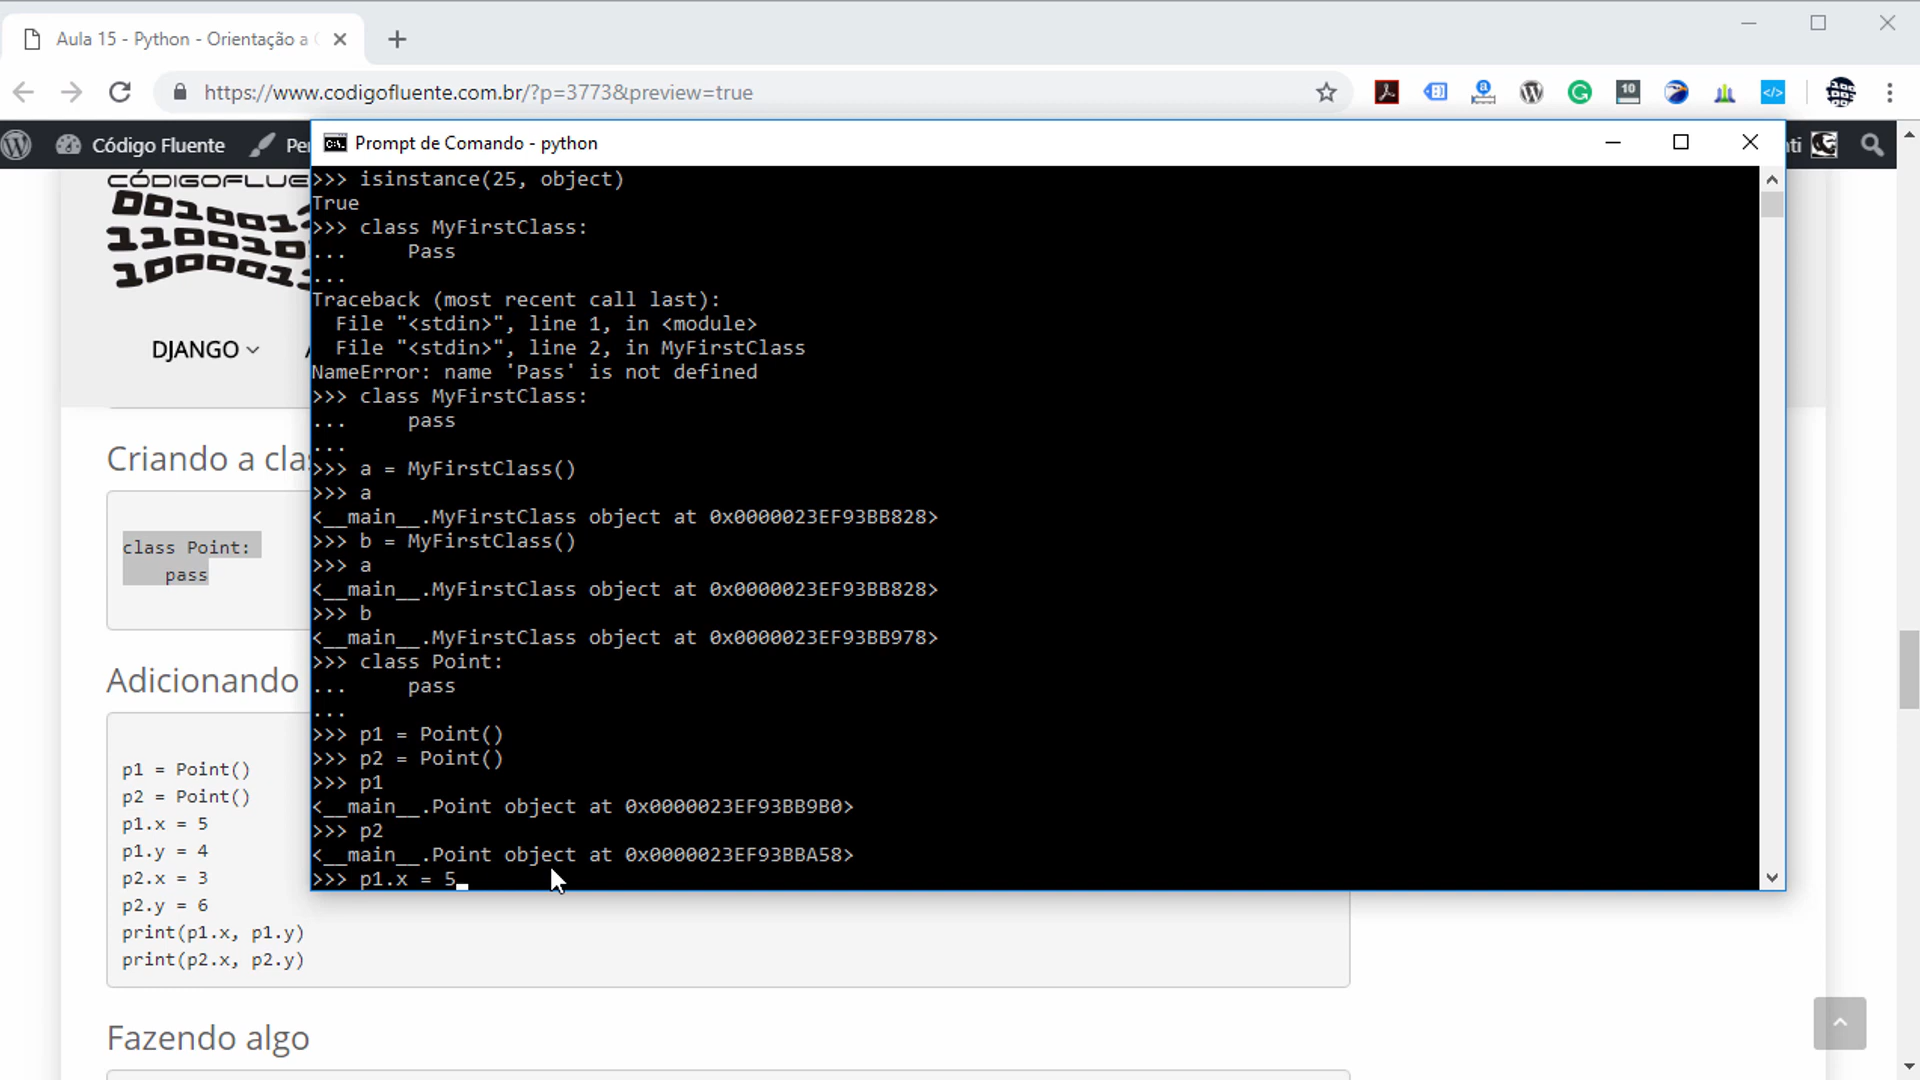 Aula 15 - Python - Orientação a
https://www.codigofluente.com.br/?p=3773&preview=true
10
Código Fluente
Pe
Prompt de Comando - python
C:\.
ti
CÓDIGOFLUE
DJANGO
Criando a cla
class Point:
    pass
Adicionando
p1 = Point()
p2 = Point()
p1.x = 5
p1.y = 4
p2.x = 3
p2.y = 6
print(p1.x, p1.y)
print(p2.x, p2.y)
Fazendo algo
>>> isinstance(25, object)
True
>>> class MyFirstClass:
...     Pass
...
Traceback (most recent call last):
  File "<stdin>", line 1, in <module>
  File "<stdin>", line 2, in MyFirstClass
NameError: name 'Pass' is not defined
>>> class MyFirstClass:
...     pass
...
>>> a = MyFirstClass()
>>> a
<__main__.MyFirstClass object at 0x0000023EF93BB828>
>>> b = MyFirstClass()
>>> a
<__main__.MyFirstClass object at 0x0000023EF93BB828>
>>> b
<__main__.MyFirstClass object at 0x0000023EF93BB978>
>>> class Point:
...     pass
...
>>> p1 = Point()
>>> p2 = Point()
>>> p1
<__main__.Point object at 0x0000023EF93BB9B0>
>>> p2
<__main__.Point object at 0x0000023EF93BBA58>
>>> p1.x = 5_